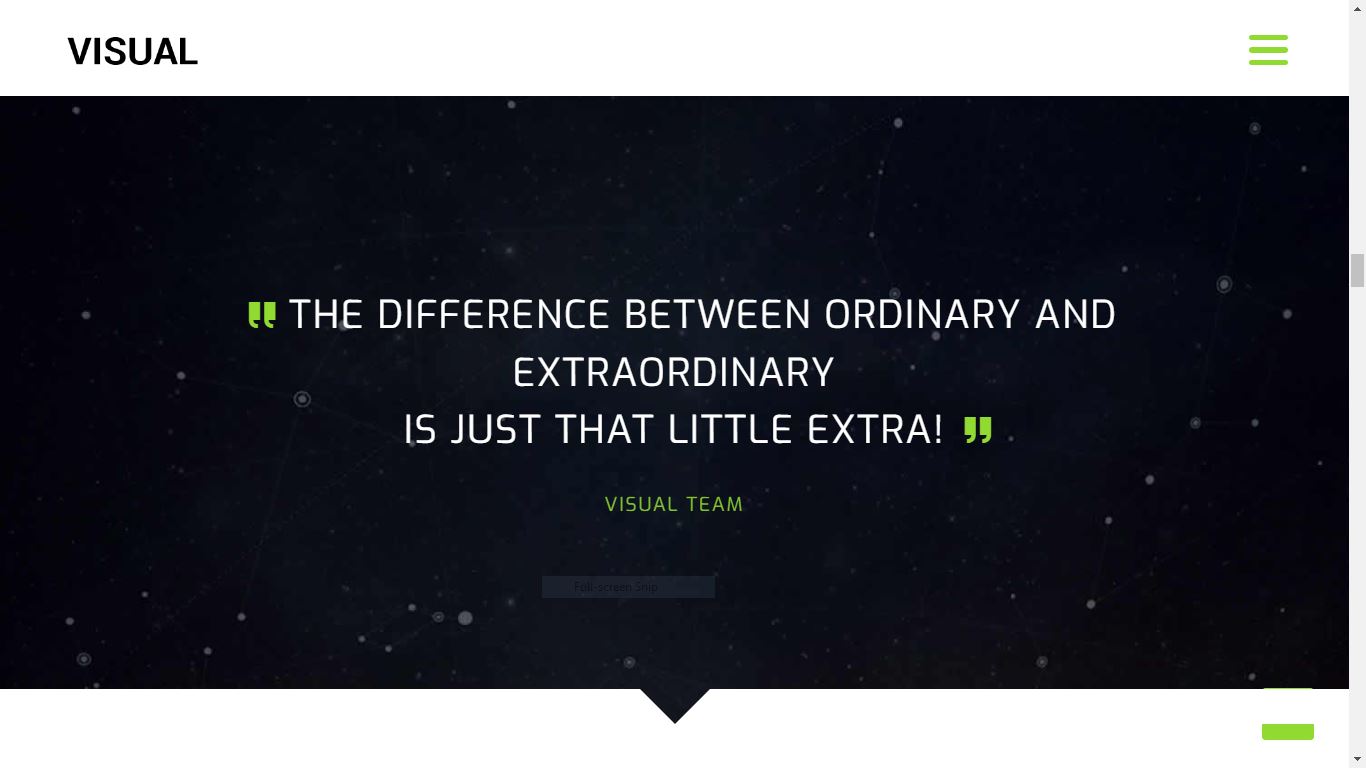 VISUAL
❝ THE DIFFERENCE BETWEEN ORDINARY AND
EXTRAORDINARY
IS JUST THAT LITTLE EXTRA! ❞
VISUAL TEAM
Full-screen Snip